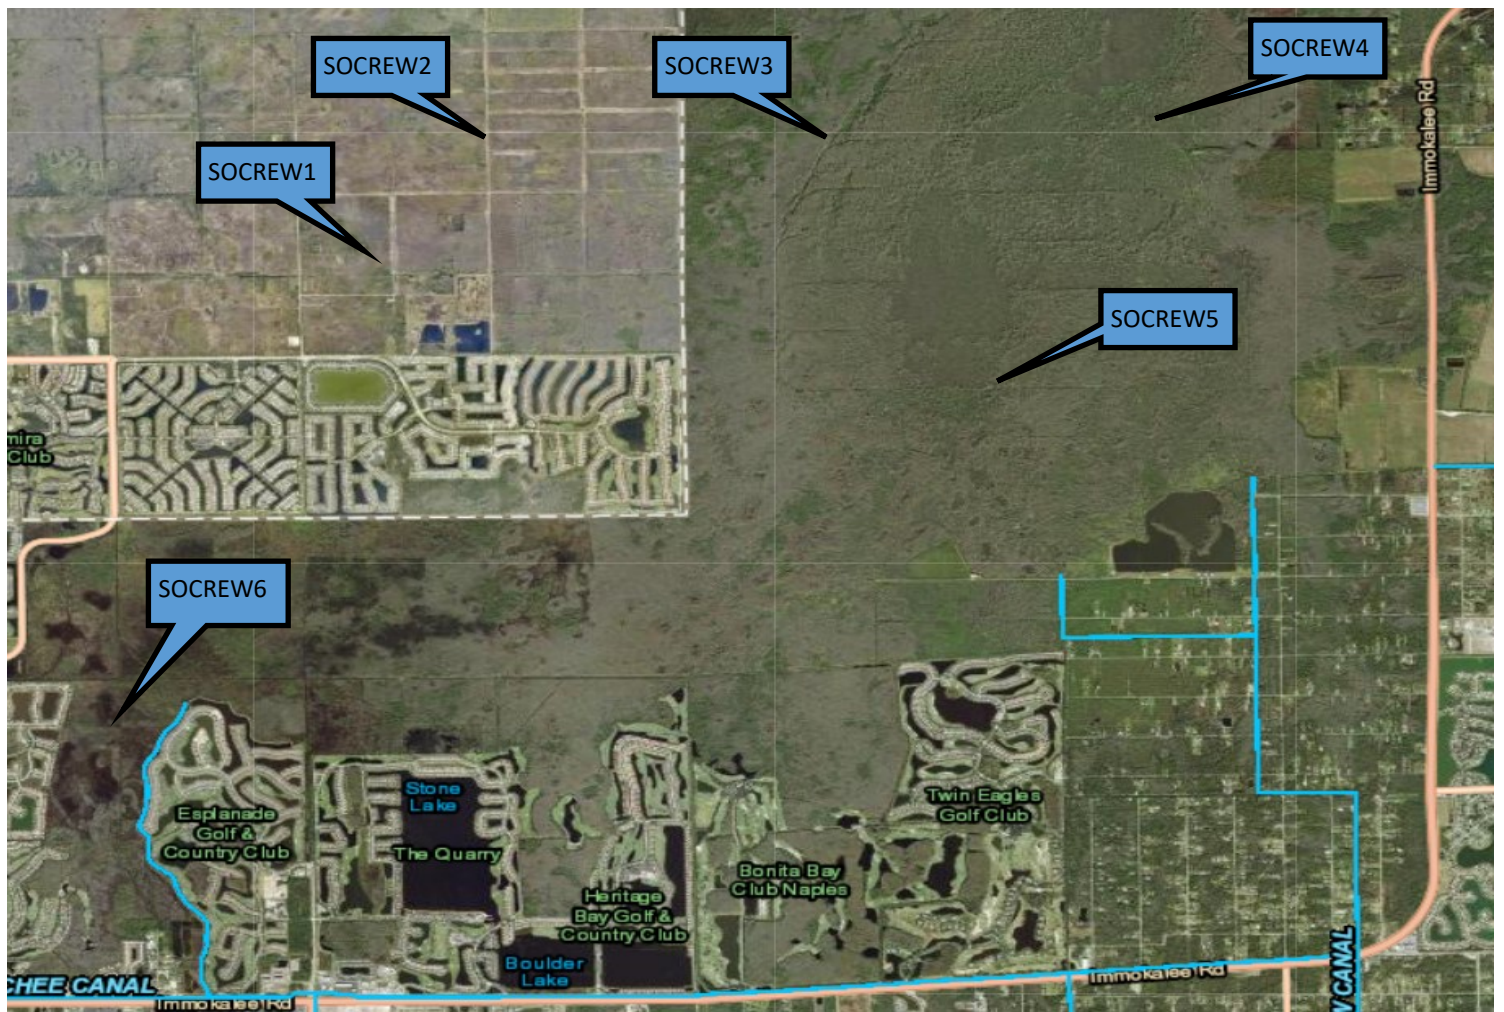 SOCREW2
SOCREW3
SOCREW4
SOCREW1
Immokalee Rd
SOCREW5
mira
Club
SOCREW6
Stone
Lake
Esplanade
Golf &
Country Club
The Quarry
Twin Eagles
Golf Club
Bonita Bay
Club Naples
Heritage
Bay Golf &
Country Club
Boulder
Lake
CHEE CANAL
Immokalee Rd
Immokalee Rd
W CANAL